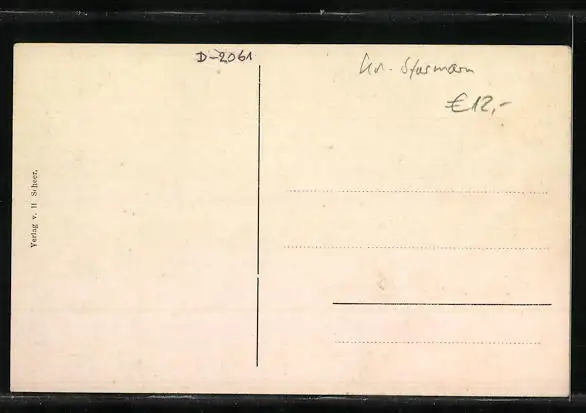 D-2061
Kr. Stormarn
€12,-
Verlag v. H Scheer.